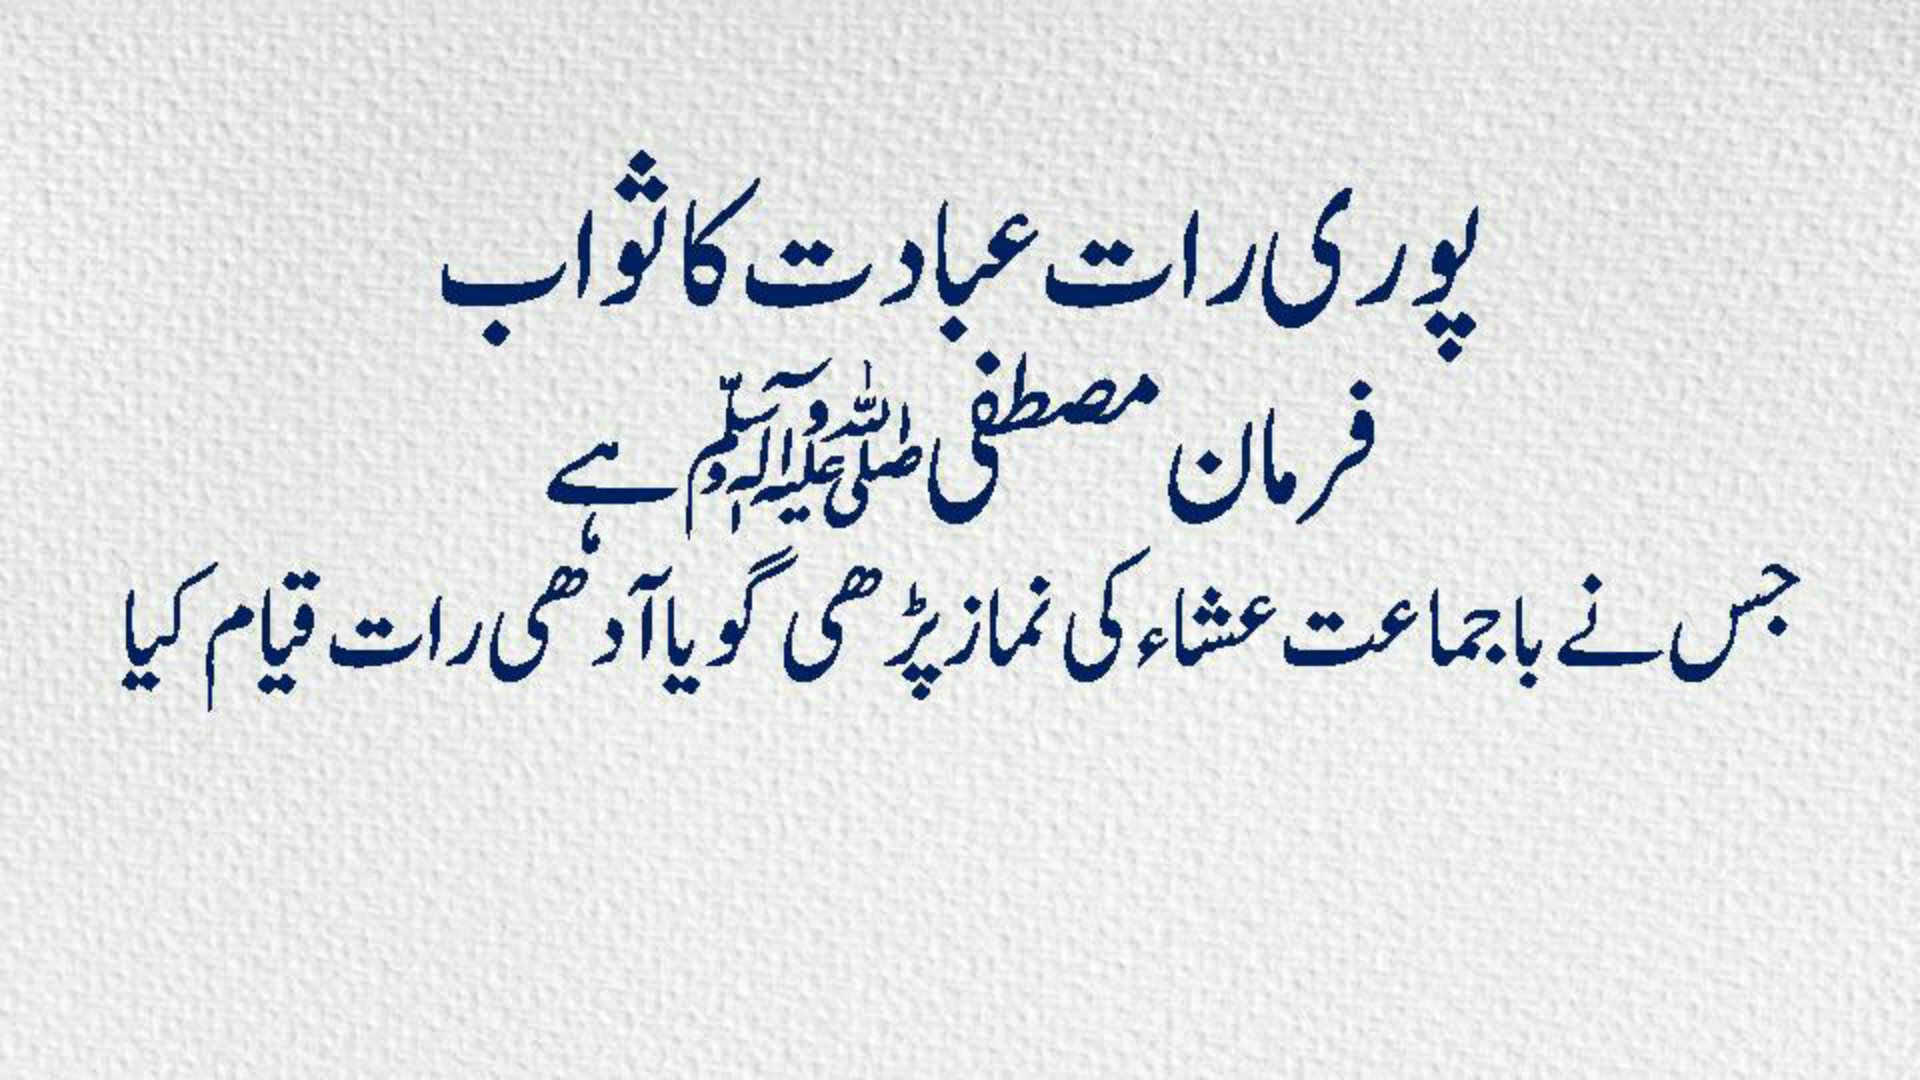 پوری رات عبادت کا ثواب
فرمان مصطفی صلی اللہ علیہ وآلہ وسلم ہے
جس نے باجماعت عشاء کی نماز پڑھی گویا آدھی رات قیام کیا